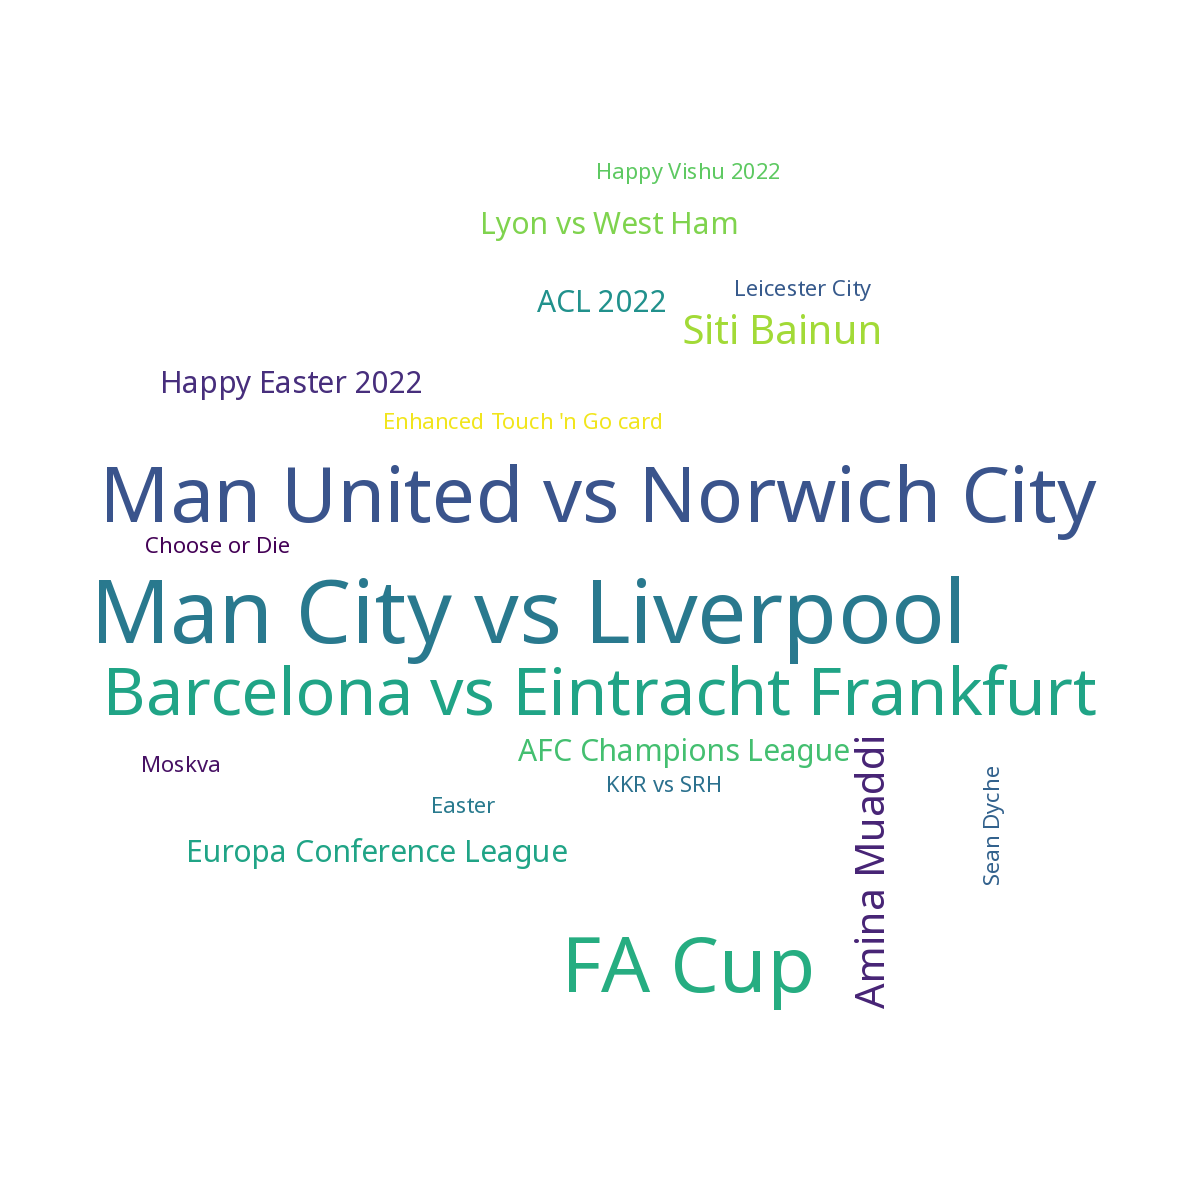 Happy Vishu 2022
Lyon vs West Ham
Leicester City
ACL 2022
Siti Bainun
Happy Easter 2022
Enhanced Touch 'n Go card
Man United vs Norwich City
Choose or Die
Man City vs Liverpool
Barcelona vs Eintracht Frankfurt
AFC Champions League
Moskva
KKR vs SRH
Easter
Sean Dyche
Europa Conference League
Amina Muaddi
FA Cup